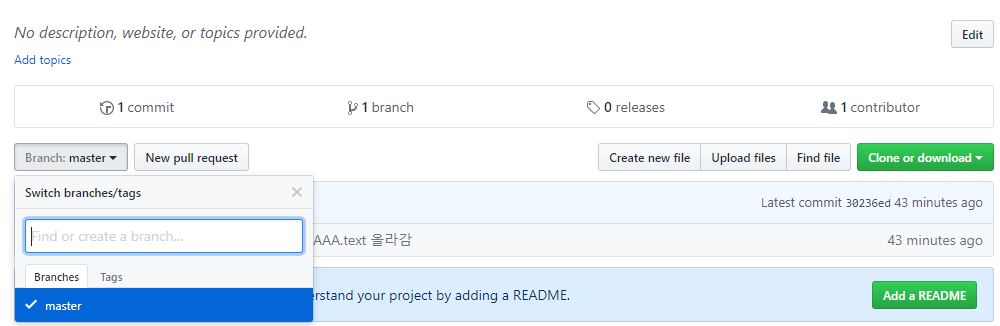 No description, website, or topics provided.
Edit
Add topics
1 commit
1 branch
0 releases
1 contributor
Branch: master
New pull request
Create new file
Upload files
Find file
Clone or download
Switch branches/tags
Latest commit 30236ed 43 minutes ago
Find or create a branch...
AAA.text 올라감
43 minutes ago
Branches
Tags
master
your project by adding a README.
Add a README